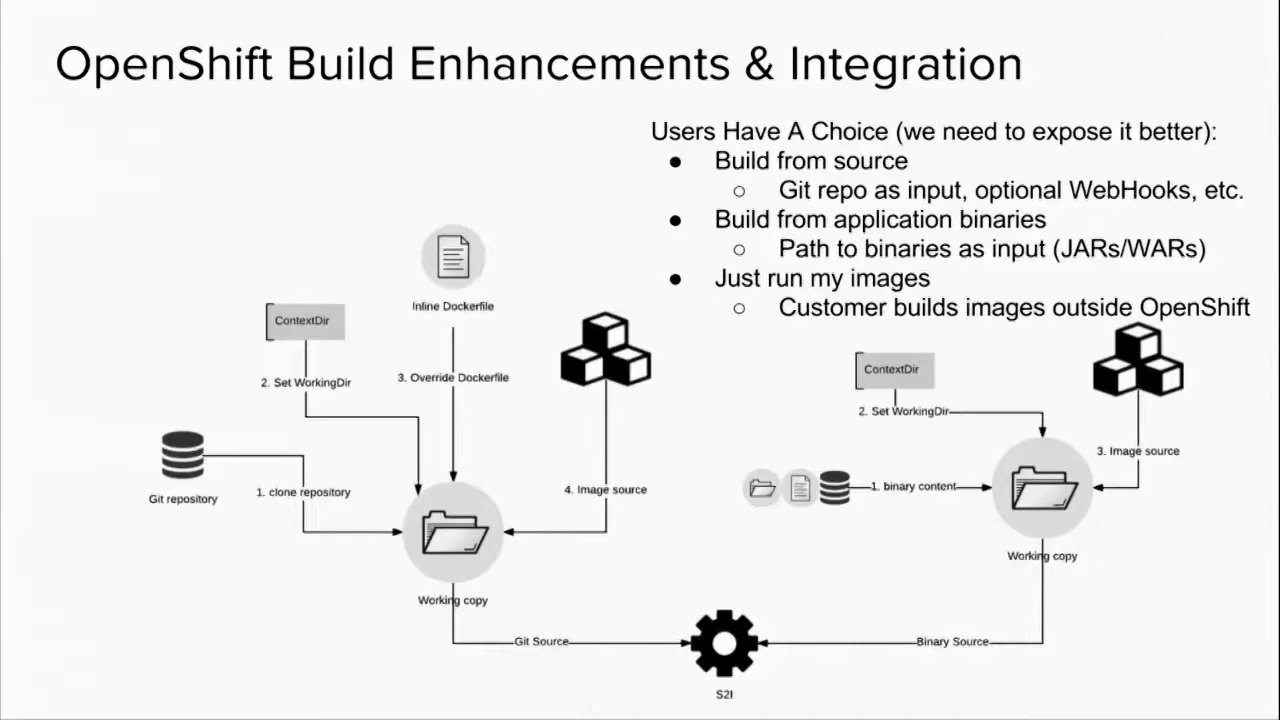 OpenShift Build Enhancements & Integration
Users Have A Choice (we need to expose it better):
● Build from source
○ Git repo as input, optional WebHooks, etc.
● Build from application binaries
○ Path to binaries as input (JARs/WARs)
● Just run my images
○ Customer builds images outside OpenShift
Inline Dockerfile
ContextDir
2. Set WorkingDir
3. Override Dockerfile
Git repository
1. clone repository
4. Image source
Working copy
Git Source
ContextDir
2. Set WorkingDir
3. Image source
1. binary content
Working copy
Binary Source
S2I